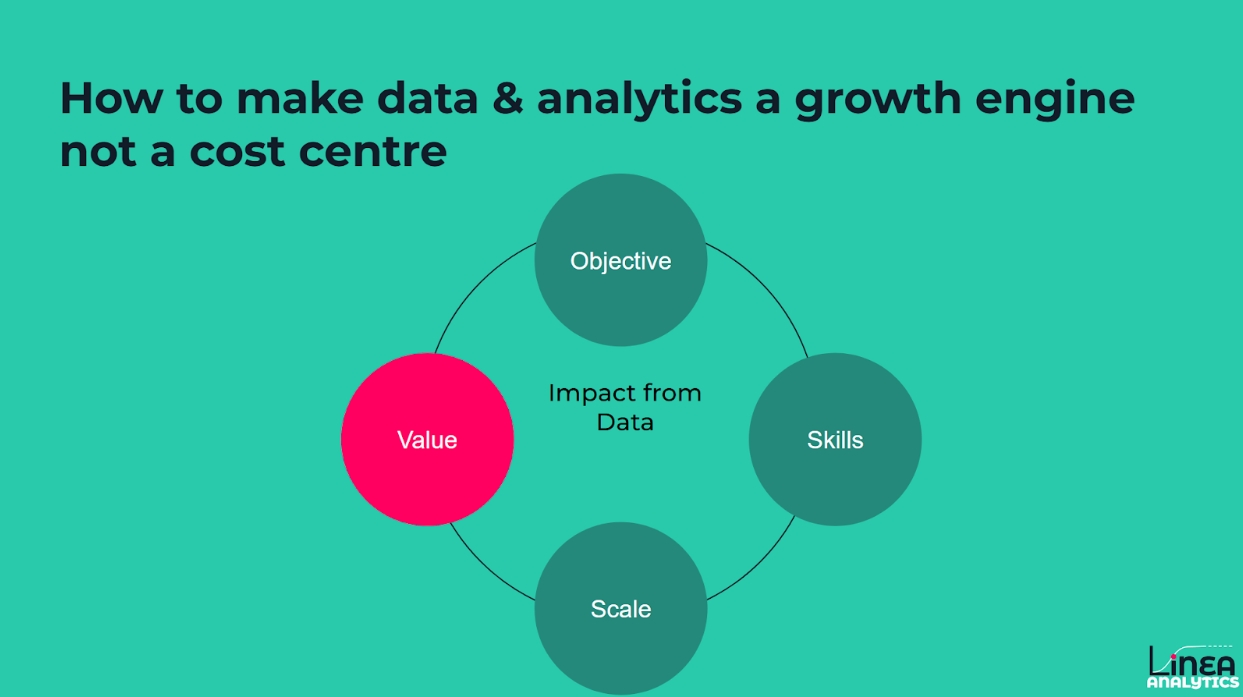 How to make data & analytics a growth engine
not a cost centre
Objective
Impact from
Data
Value
Skills
Scale
LinEA
ANALYTICS